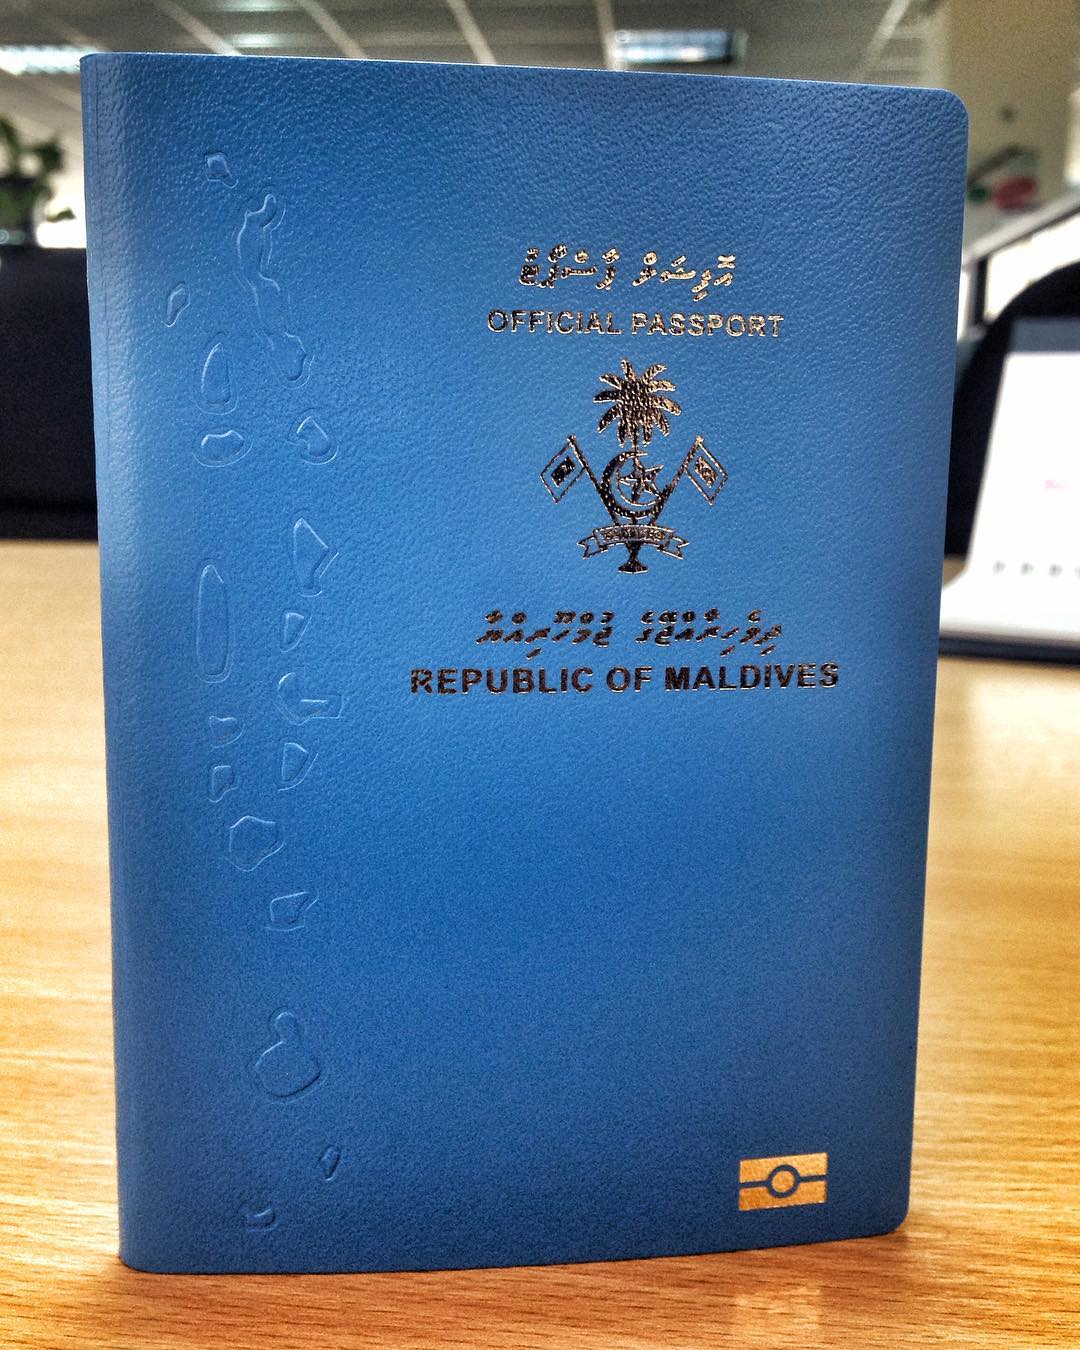 އޮފިޝަލް ޕާސްޕޯޓް
OFFICIAL PASSPORT
ދިވެހިރާއްޖޭގެ ޖުމްހޫރިއްޔާ
REPUBLIC OF MALDIVES